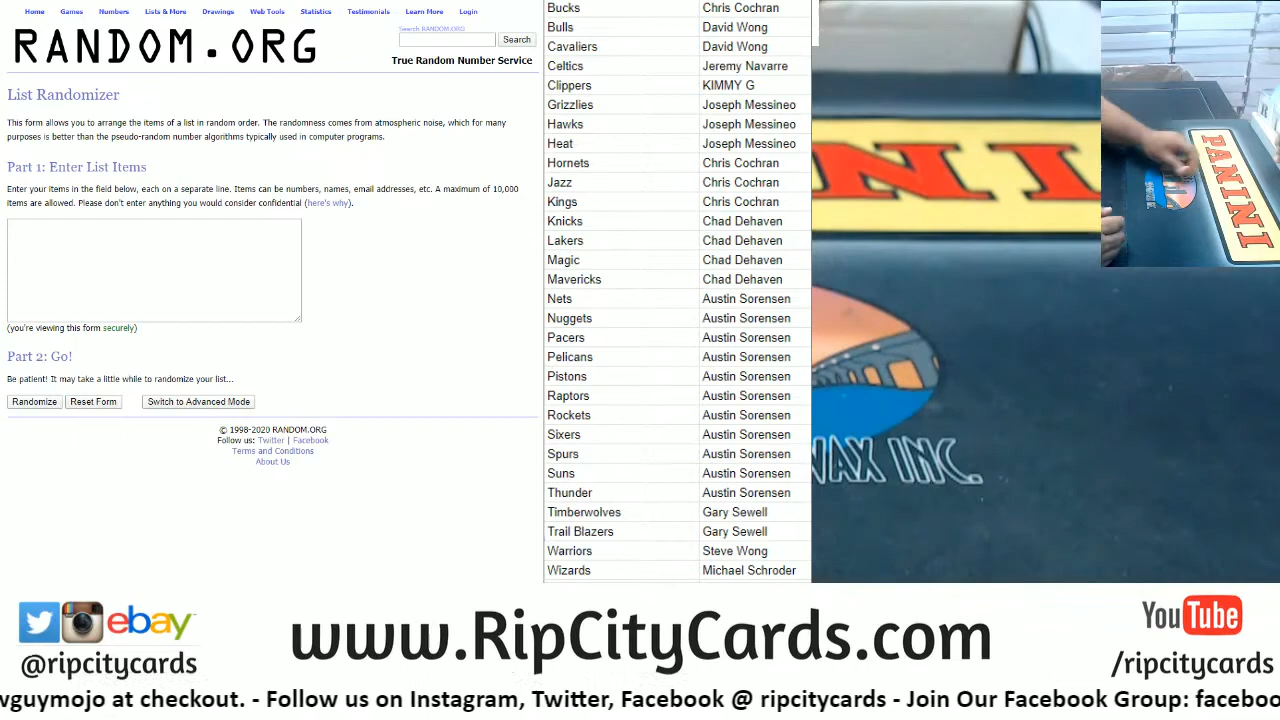 Home Games Numbers Lists & More Drawings Web Tools Statistics Testimonials Learn More Login
RANDOM.ORG
Search RANDOM.ORG
Search
True Random Number Service
List Randomizer
This form allows you to arrange the items of a list in random order. The randomness comes from atmospheric noise, which for many
purposes is better than the pseudo-random number algorithms typically used in computer programs.
Part 1: Enter List Items
Enter your items in the field below, each on a separate line. Items can be numbers, names, email addresses, etc. A maximum of 10,000
items are allowed. Please don't enter anything you would consider confidential (here's why).
(you're viewing this form securely)
Part 2: Go!
Be patient! It may take a little while to randomize your list...
Randomize Reset Form Switch to Advanced Mode
© 1998-2020 RANDOM.ORG
Follow us: Twitter | Facebook
Terms and Conditions
About Us
Bucks Chris Cochran
Bulls David Wong
Cavaliers David Wong
Celtics Jeremy Navarre
Clippers KIMMY G
Grizzlies Joseph Messineo
Hawks Joseph Messineo
Heat Joseph Messineo
Hornets Chris Cochran
Jazz Chris Cochran
Kings Chris Cochran
Knicks Chad Dehaven
Lakers Chad Dehaven
Magic Chad Dehaven
Mavericks Chad Dehaven
Nets Austin Sorensen
Nuggets Austin Sorensen
Pacers Austin Sorensen
Pelicans Austin Sorensen
Pistons Austin Sorensen
Raptors Austin Sorensen
Rockets Austin Sorensen
Sixers Austin Sorensen
Spurs Austin Sorensen
Suns Austin Sorensen
Thunder Austin Sorensen
Timberwolves Gary Sewell
Trail Blazers Gary Sewell
Warriors Steve Wong
Wizards Michael Schroder
NI
WAX INC.
PANINI
ebay
@ripcitycards
www.RipCityCards.com
YouTube
/ripcitycards
wguymojo at checkout. - Follow us on Instagram, Twitter, Facebook @ ripcitycards - Join Our Facebook Group: facebo